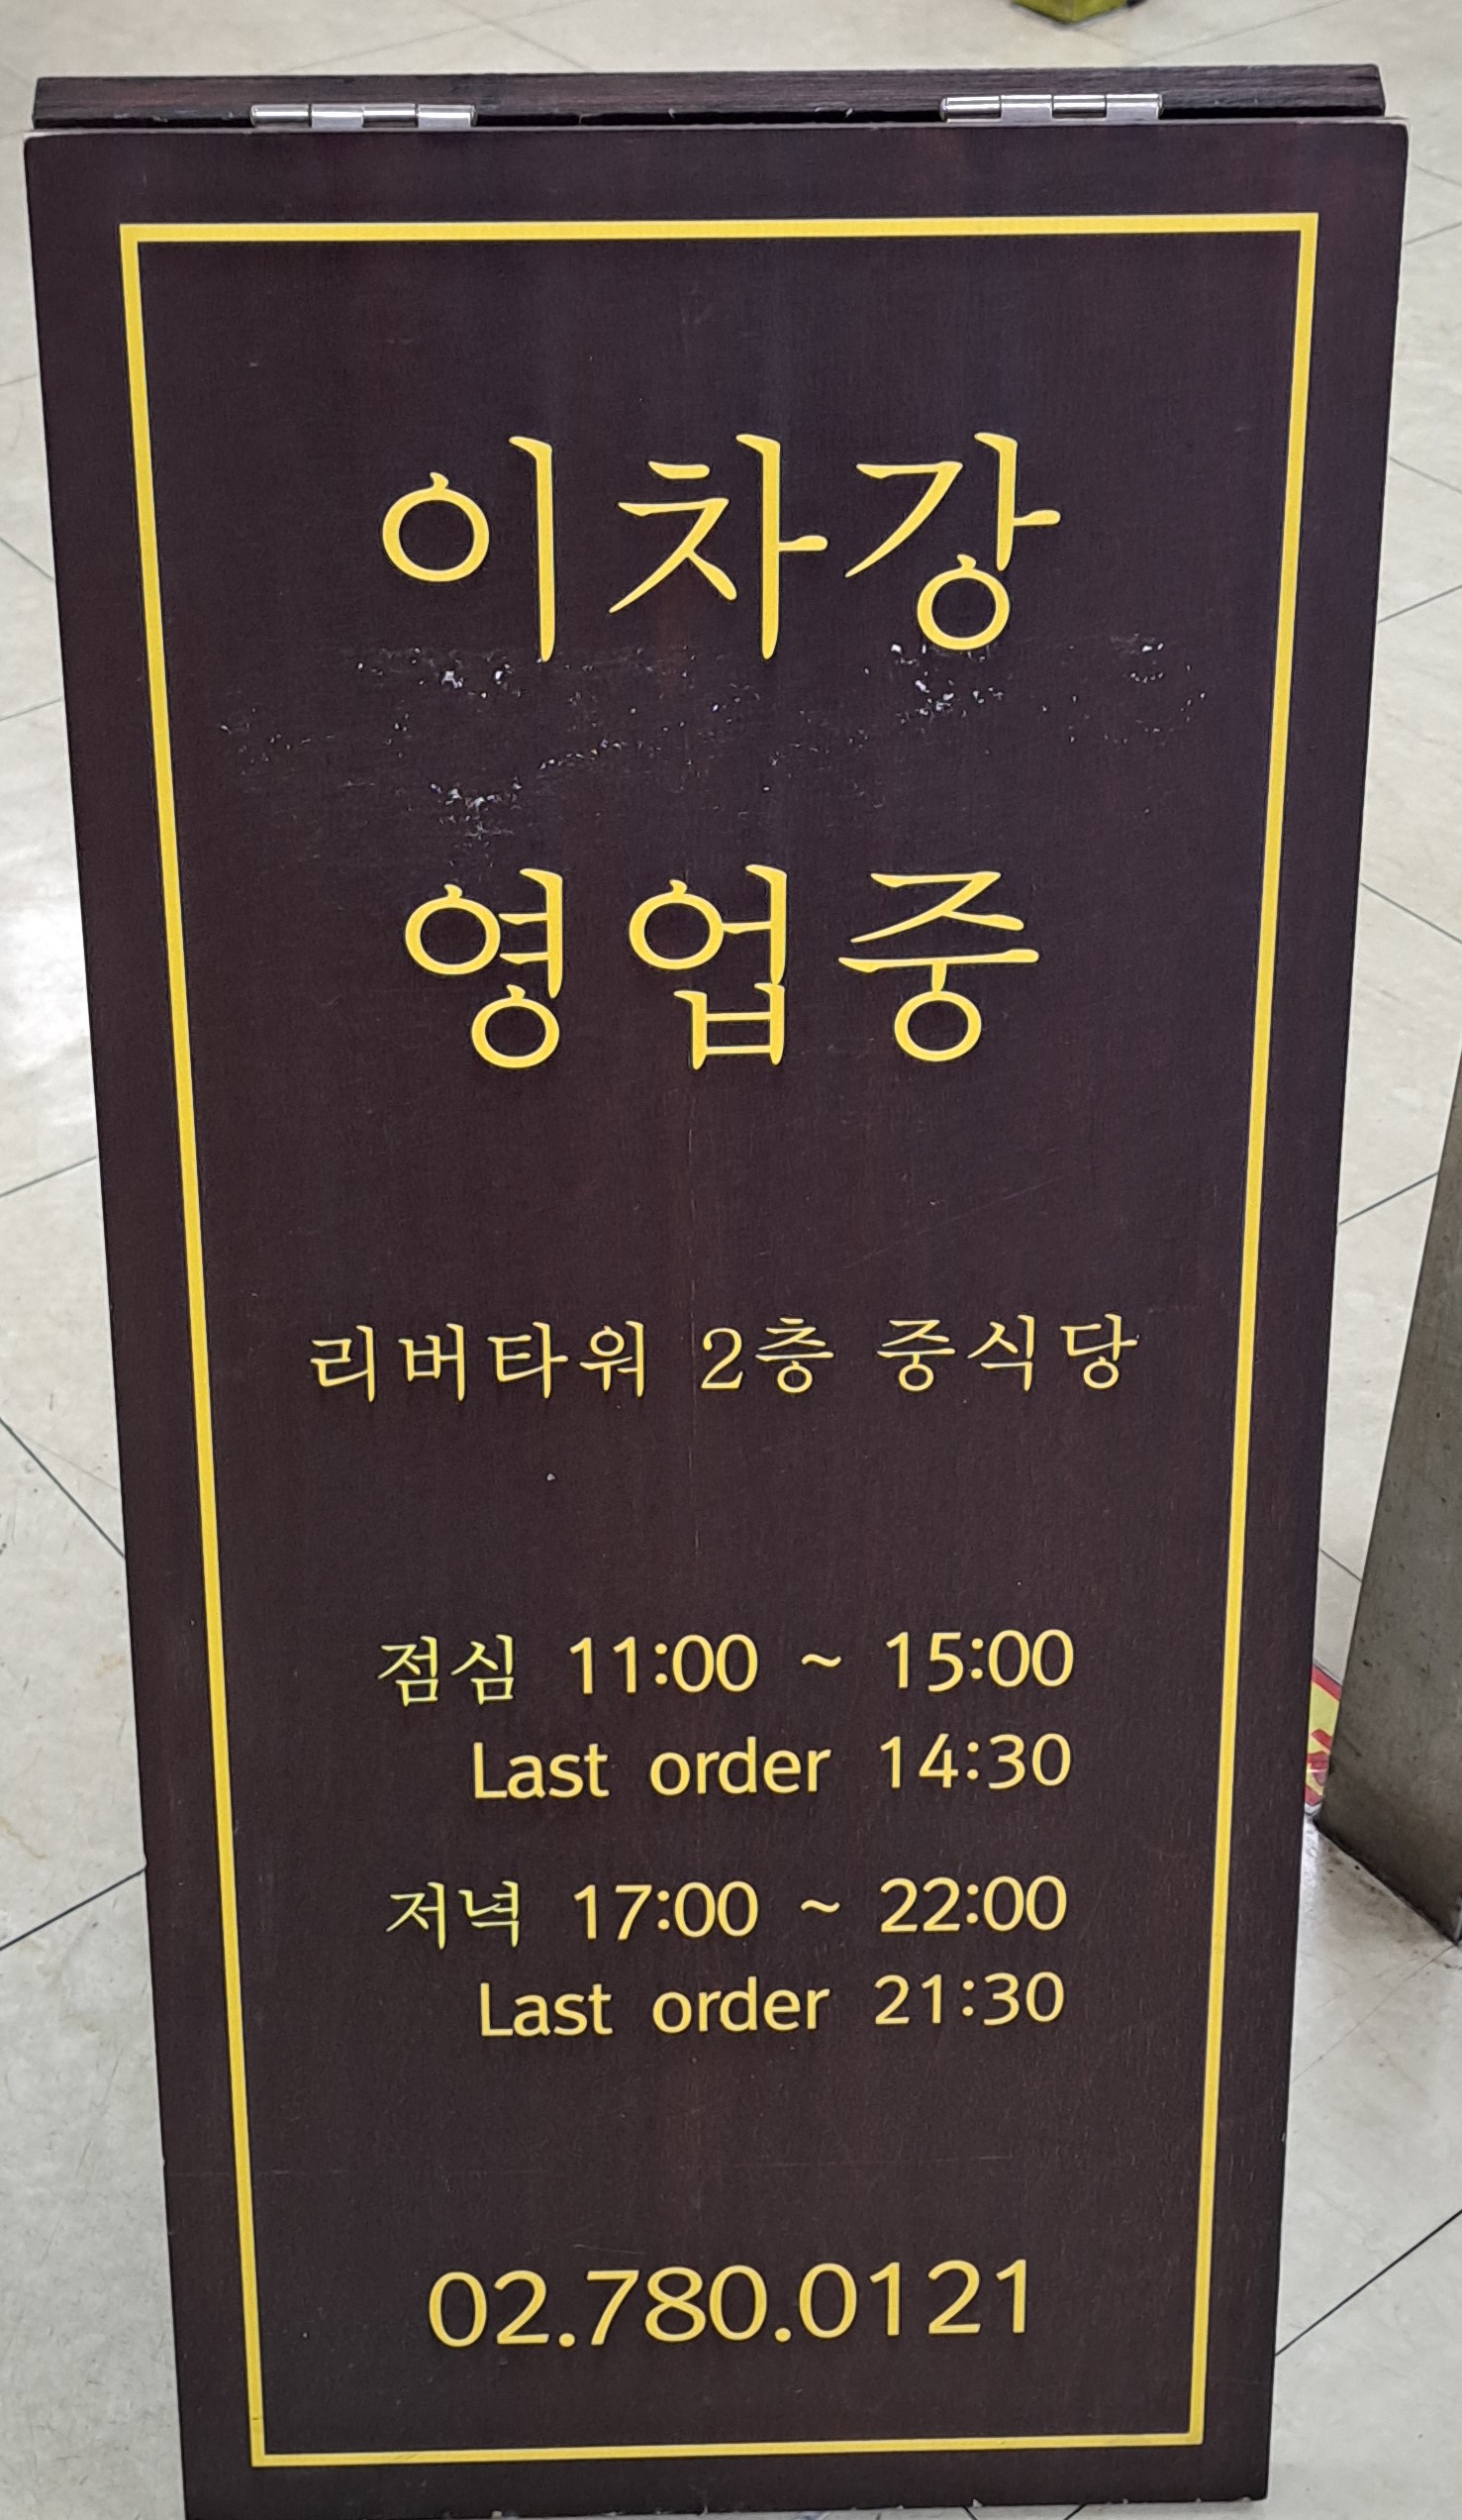 이차강
영업중
리버타워 2층 중식당
점심 11:00 ~ 15:00
Last order 14:30
저녁 17:00 ~ 22:00
Last order 21:30
02.780.0121